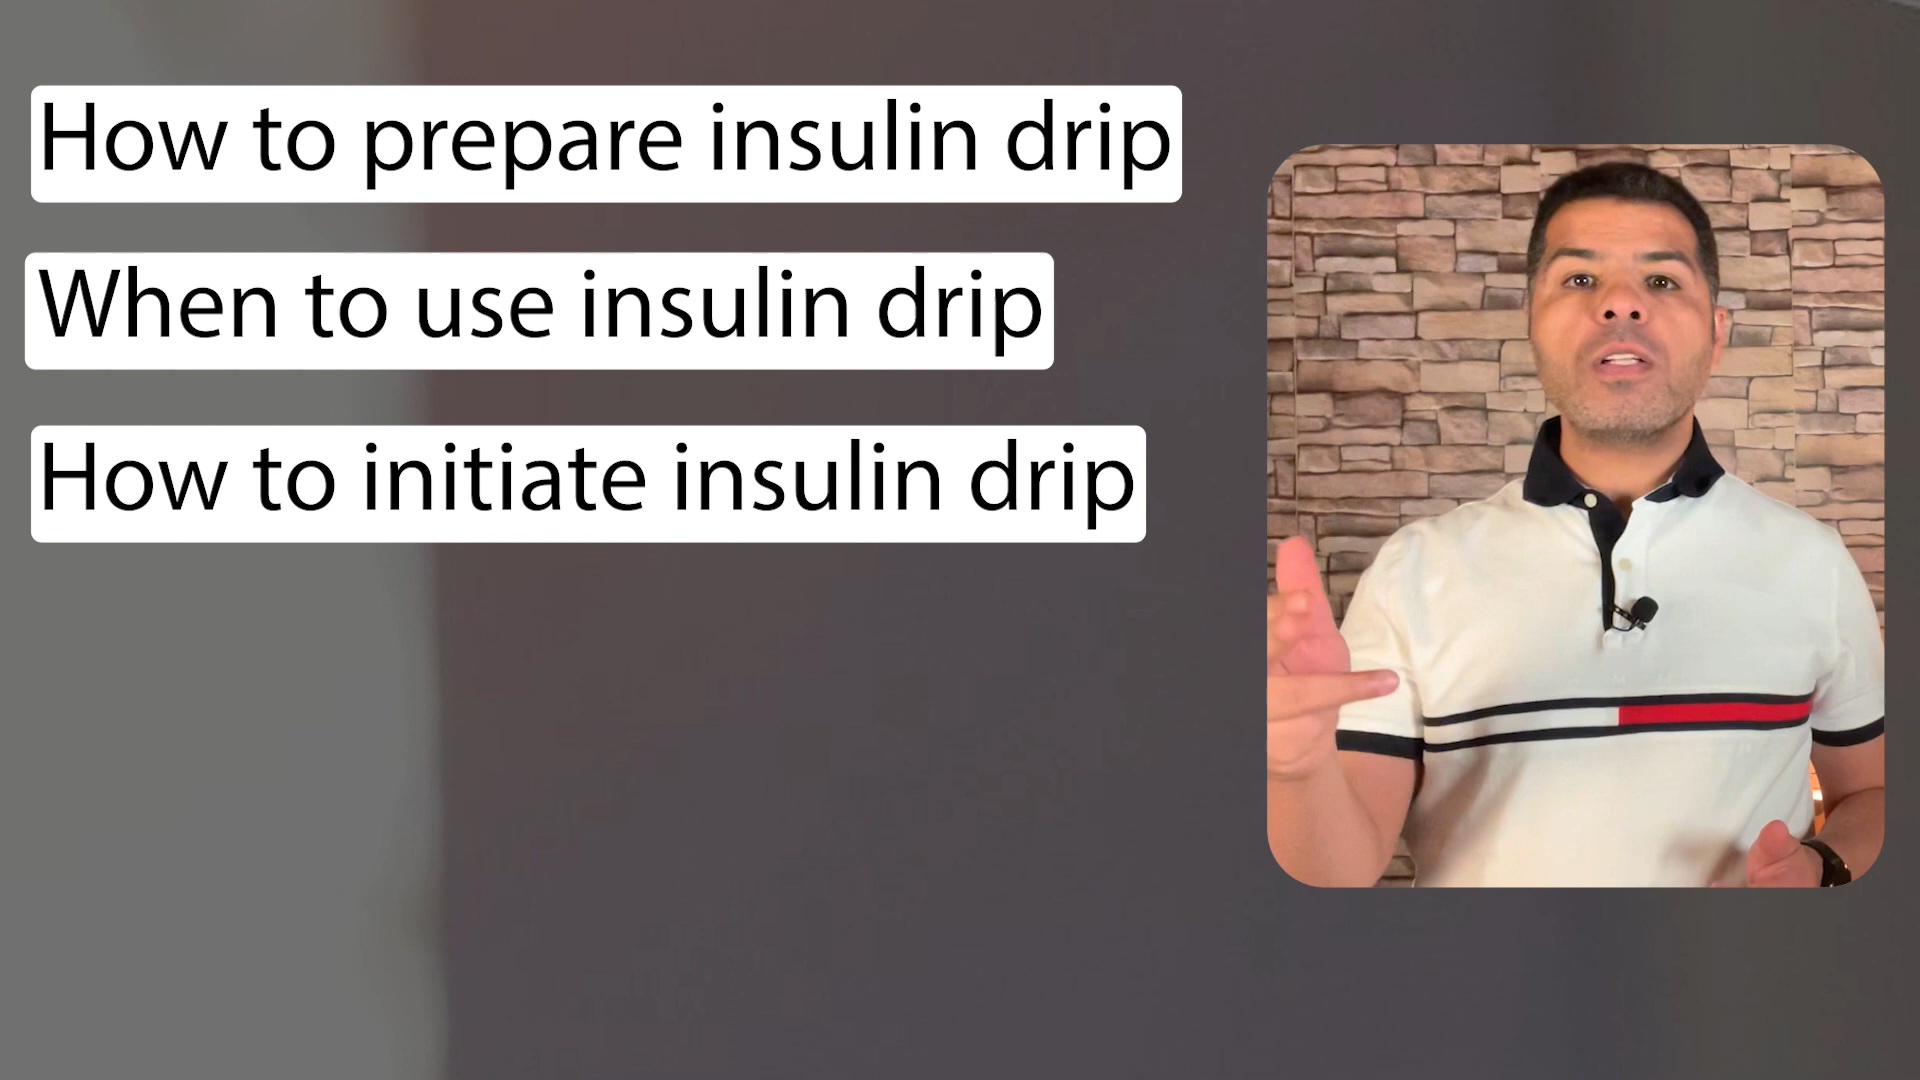 How to prepare insulin drip
When to use insulin drip
How to initiate insulin drip